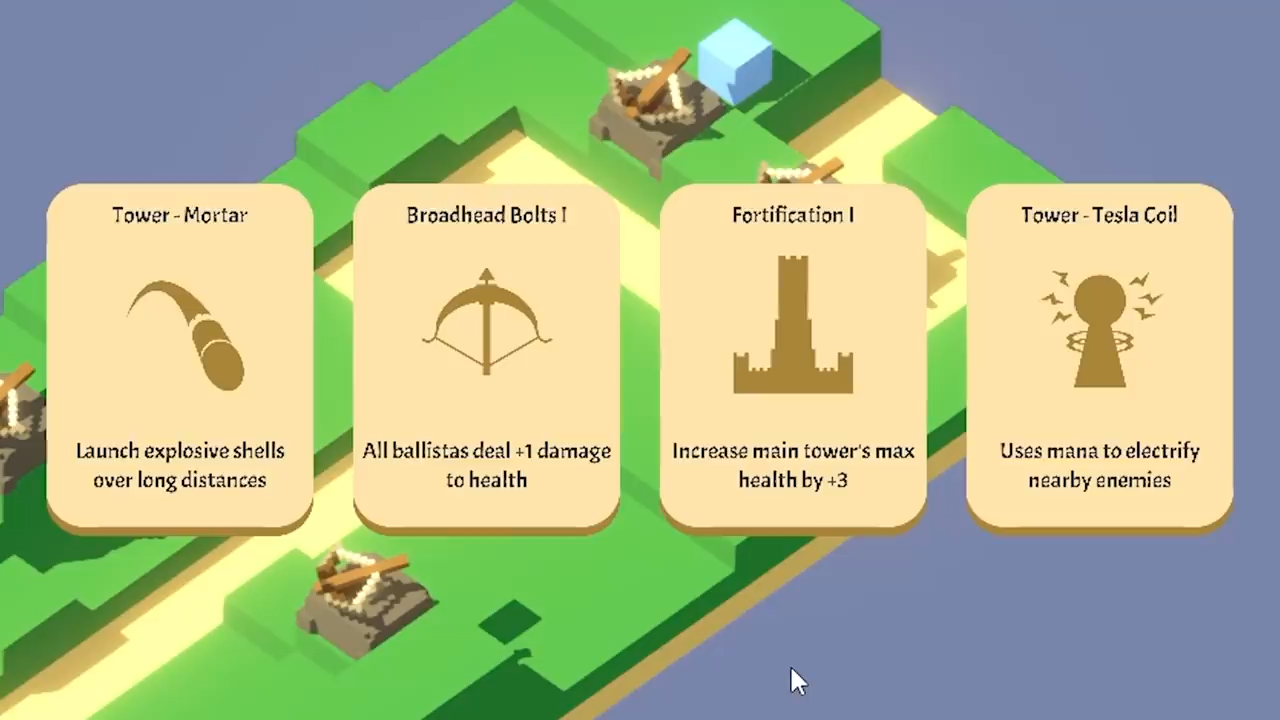 Tower - Mortar
Launch explosive shells
over long distances
Broadhead Bolts I
All ballistas deal +1 damage
to health
Fortification I
Increase main tower's max
health by +3
Tower - Tesla Coil
Uses mana to electrify
nearby enemies